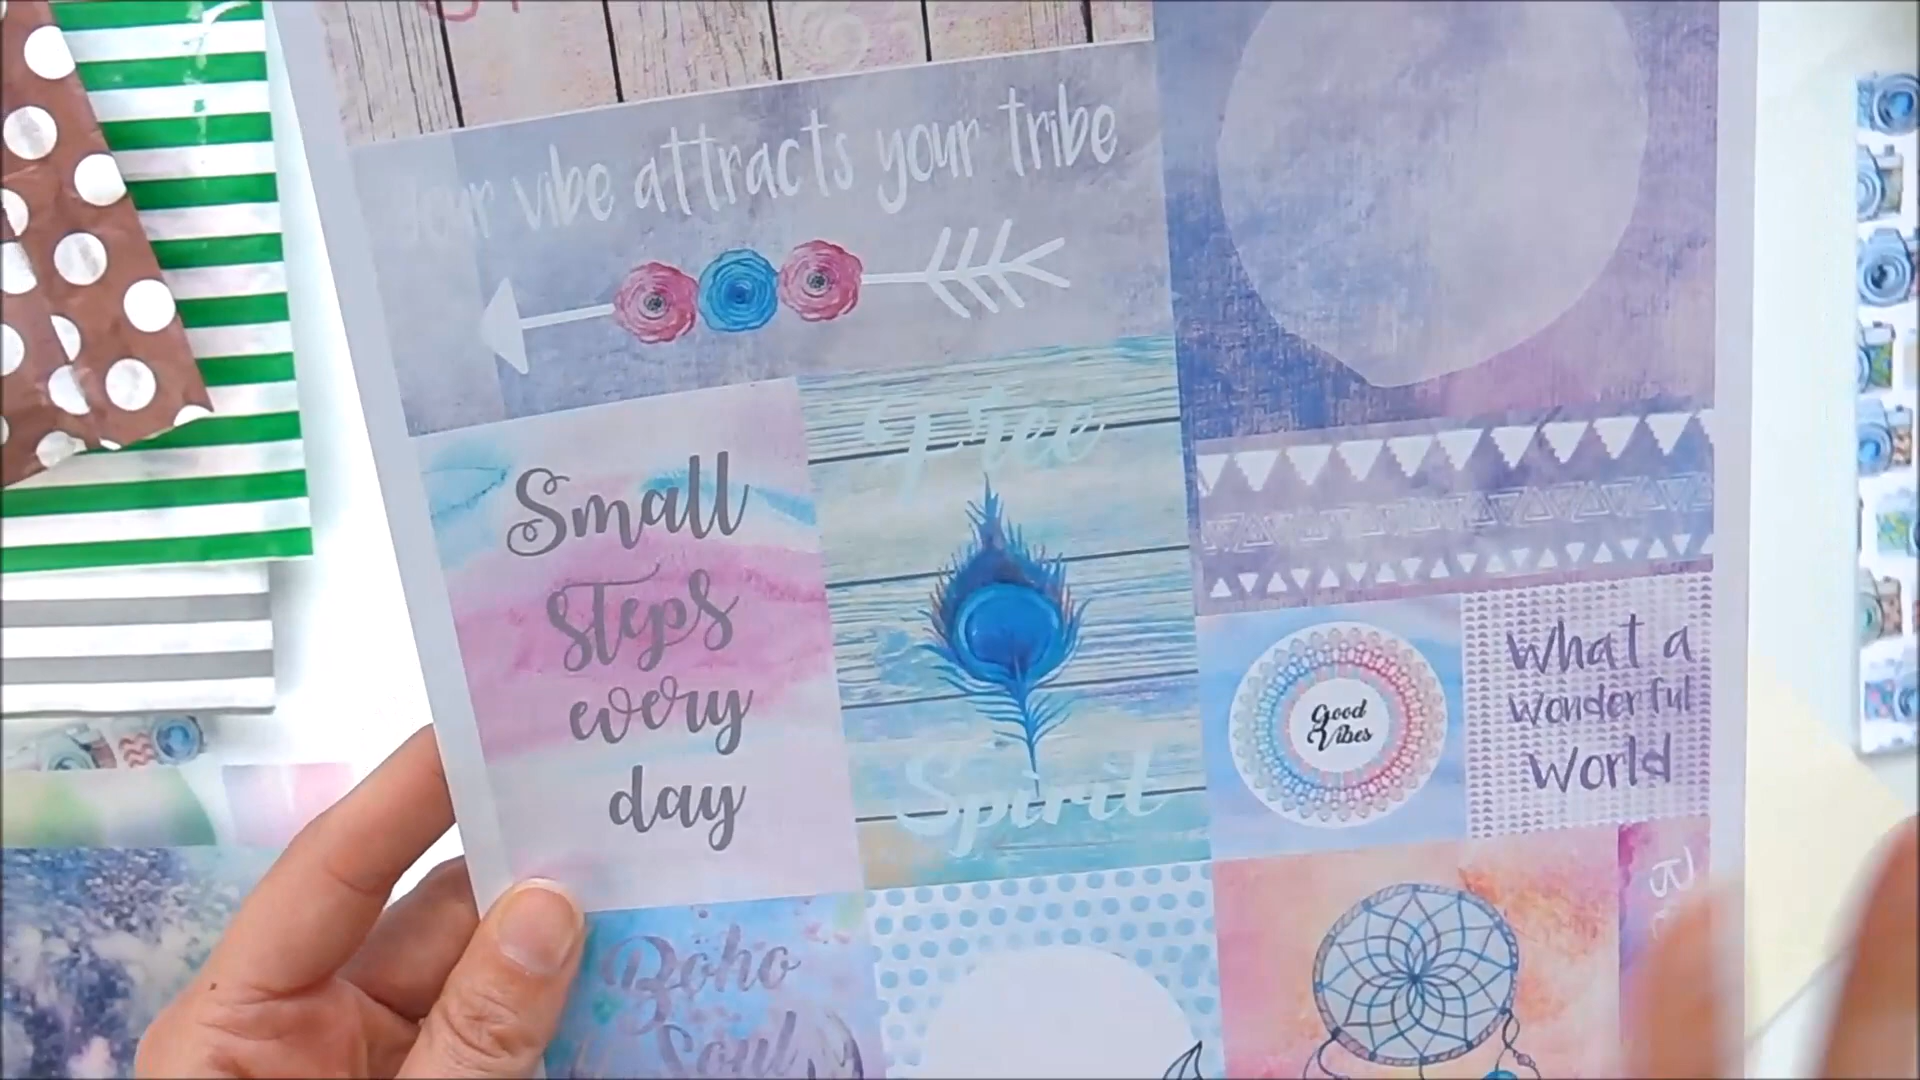 your vibe attracts your tribe
Small
steps
every
day
Free
Spirit
Good
Vibes
What a
wonderful
world
Boho
Soul